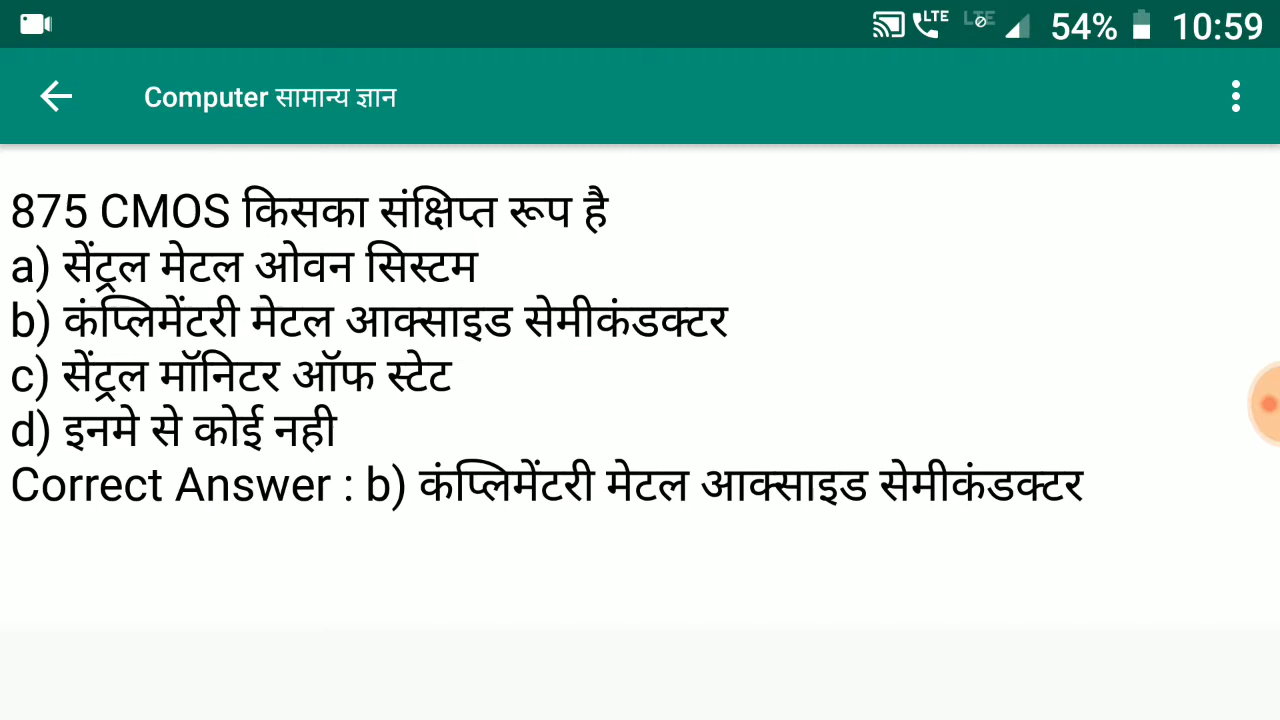 LTE LTE 54% 10:59
Computer सामान्य ज्ञान
875 CMOS किसका संक्षिप्त रूप है
a) सेंट्रल मेटल ओवन सिस्टम
b) कंप्लिमेंटरी मेटल आक्साइड सेमीकंडक्टर
c) सेंट्रल मॉनिटर ऑफ स्टेट
d) इनमे से कोई नही
Correct Answer : b) कंप्लिमेंटरी मेटल आक्साइड सेमीकंडक्टर